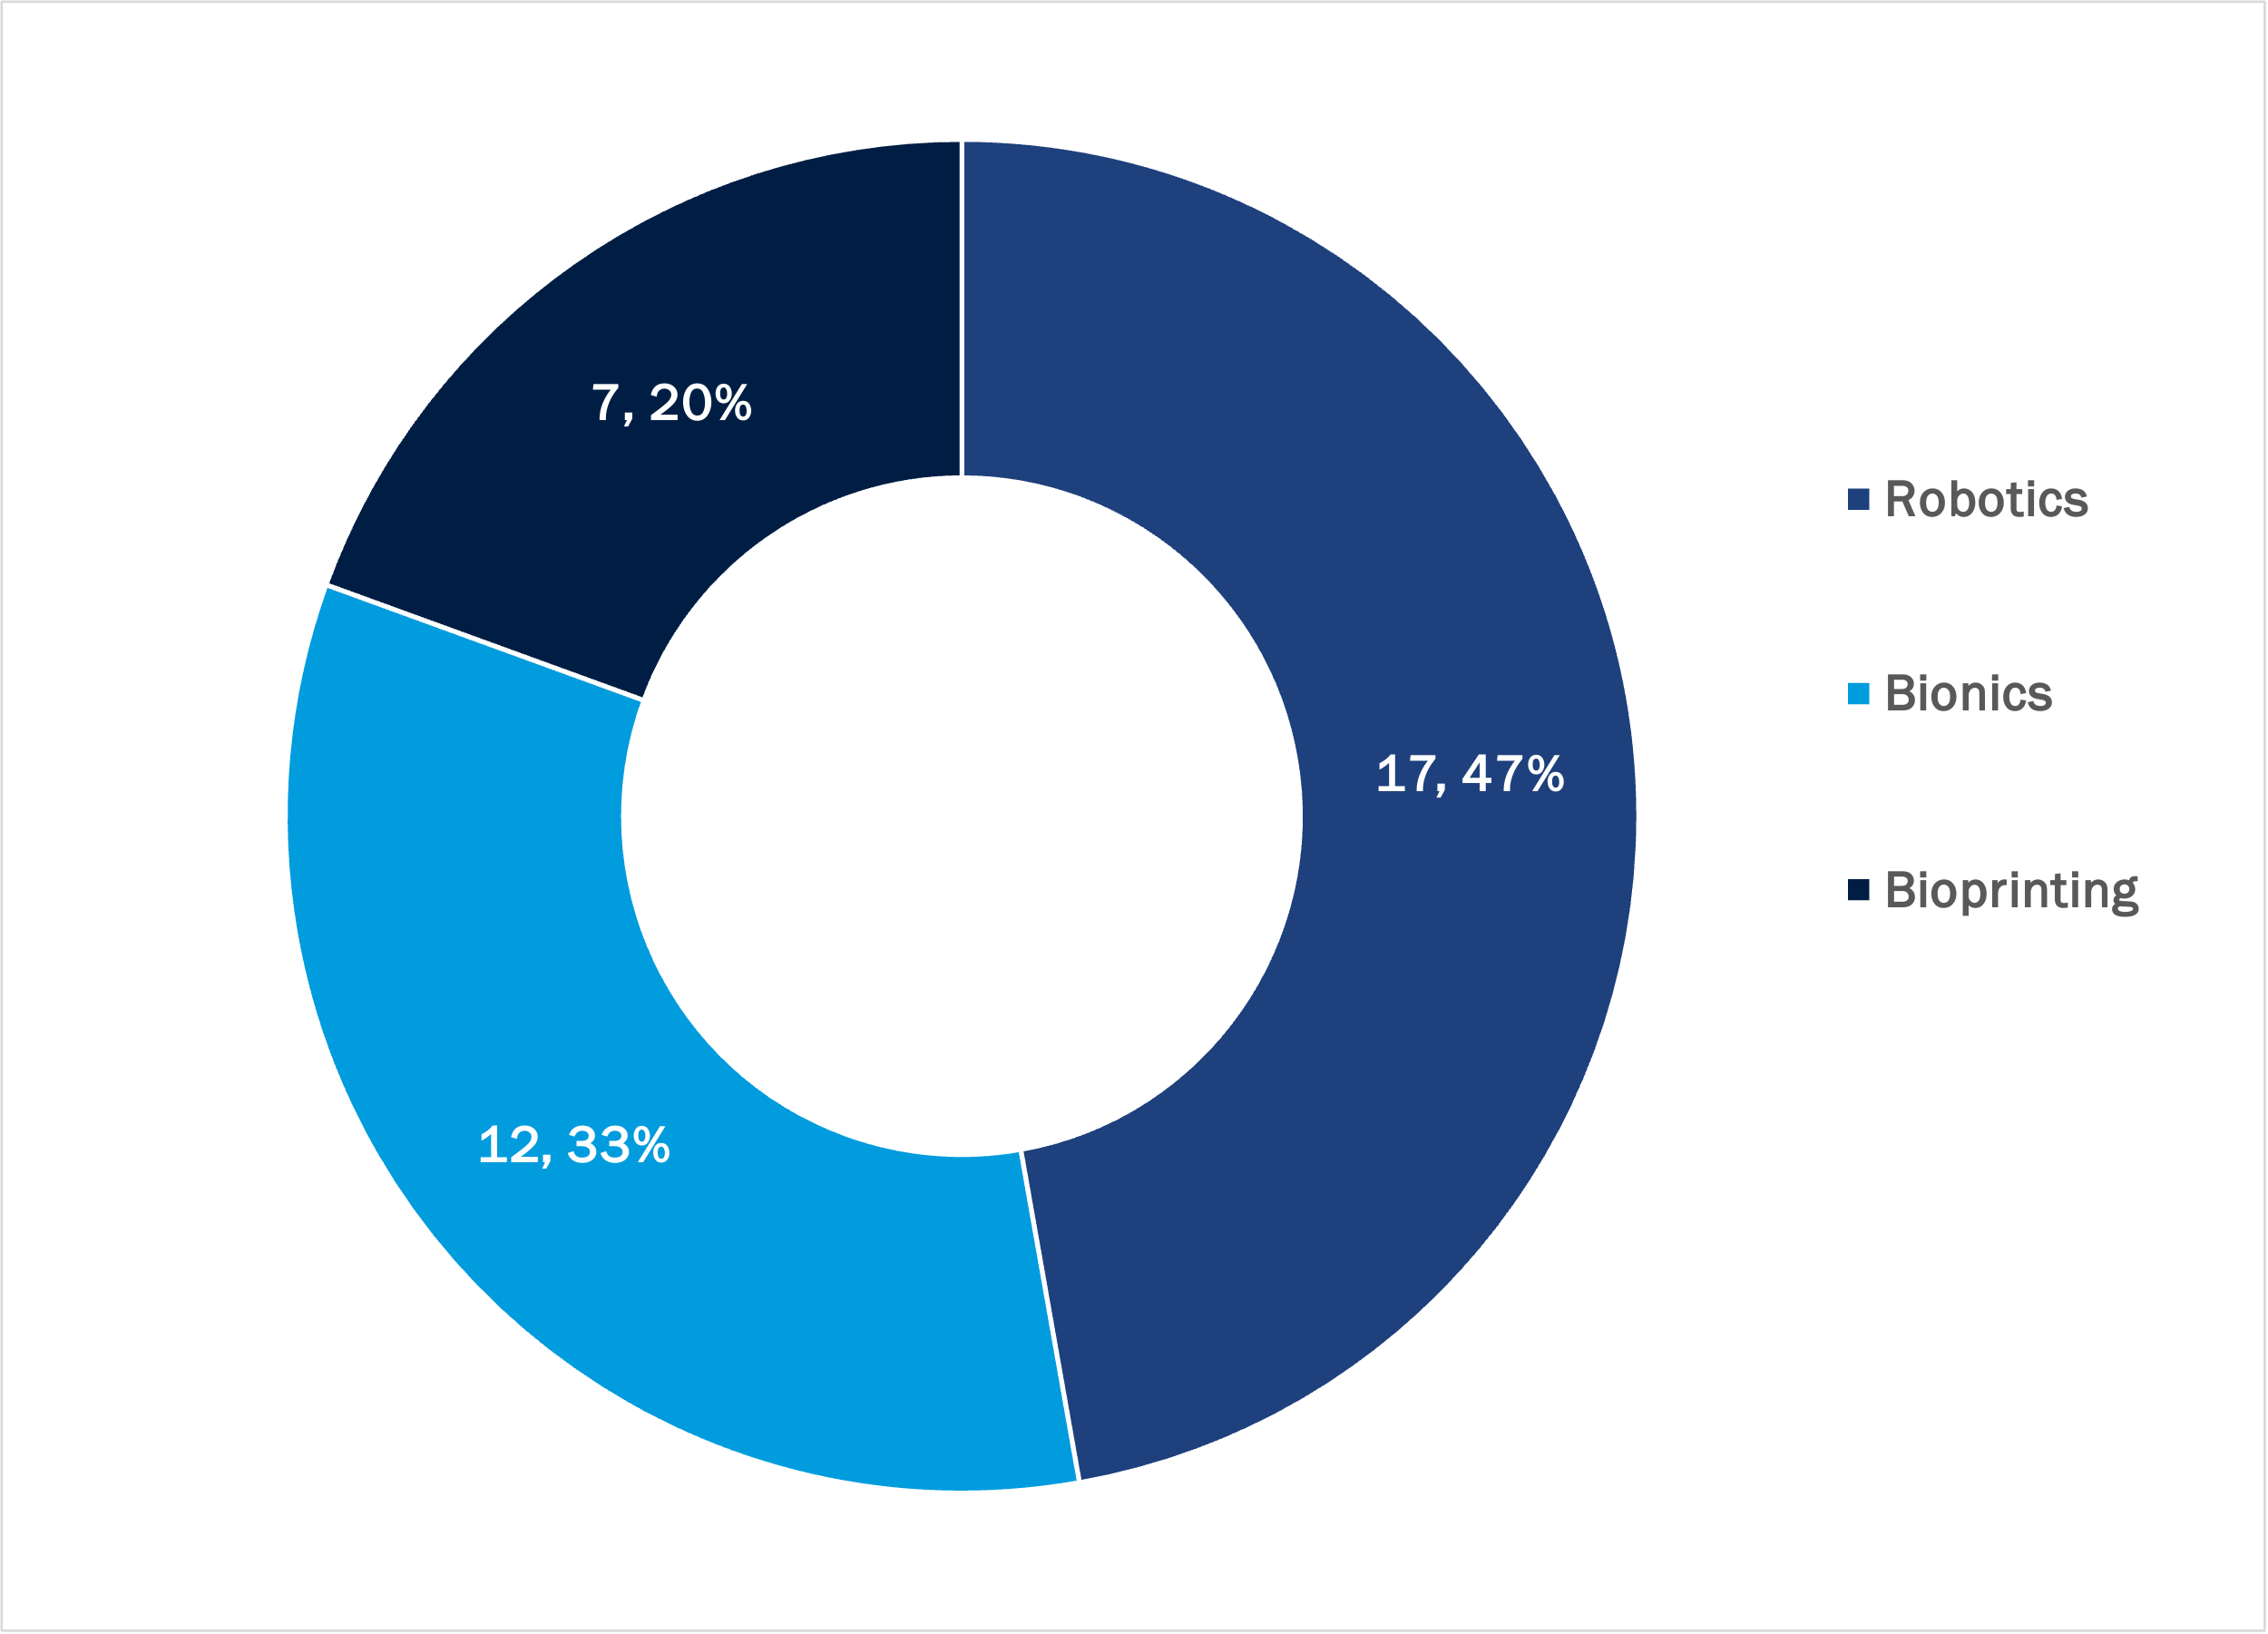 7, 20%
Robotics
Bionics
17, 47%
Bioprinting
12, 33%